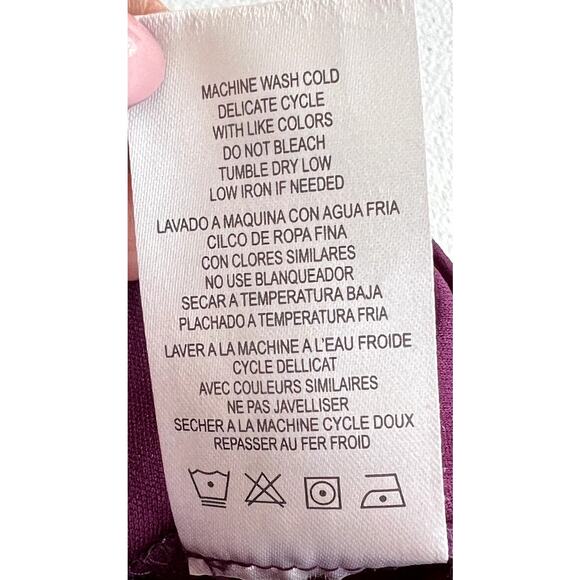 MACHINE WASH COLD
DELICATE CYCLE
WITH LIKE COLORS
DO NOT BLEACH
TUMBLE DRY LOW
LOW IRON IF NEEDED
LAVADO A MAQUINA CON AGUA FRIA
CILCO DE ROPA FINA
CON CLORES SIMILARES
NO USE BLANQUEADOR
SECAR A TEMPERATURA BAJA
PLACHADO A TEMPERATURA FRIA
LAVER A LA MACHINE A L'EAU FROIDE
CYCLE DELLICAT
AVEC COULEURS SIMILAIRES
NE PAS JAVELLISER
SECHER A LA MACHINE CYCLE DOUX
REPASSER AU FER FROID